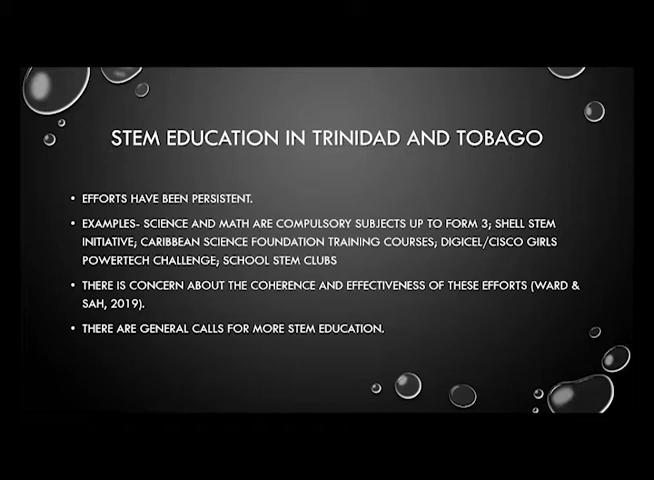 STEM EDUCATION IN TRINIDAD AND TOBAGO
• EFFORTS HAVE BEEN PERSISTENT.
• EXAMPLES- SCIENCE AND MATH ARE COMPULSORY SUBJECTS UP TO FORM 3; SHELL STEM
INITIATIVE; CARIBBEAN SCIENCE FOUNDATION TRAINING COURSES; DIGICEL/CISCO GIRLS
POWERTECH CHALLENGE; SCHOOL STEM CLUBS
• THERE IS CONCERN ABOUT THE COHERENCE AND EFFECTIVENESS OF THESE EFFORTS (WARD &
SAH, 2019).
• THERE ARE GENERAL CALLS FOR MORE STEM EDUCATION.